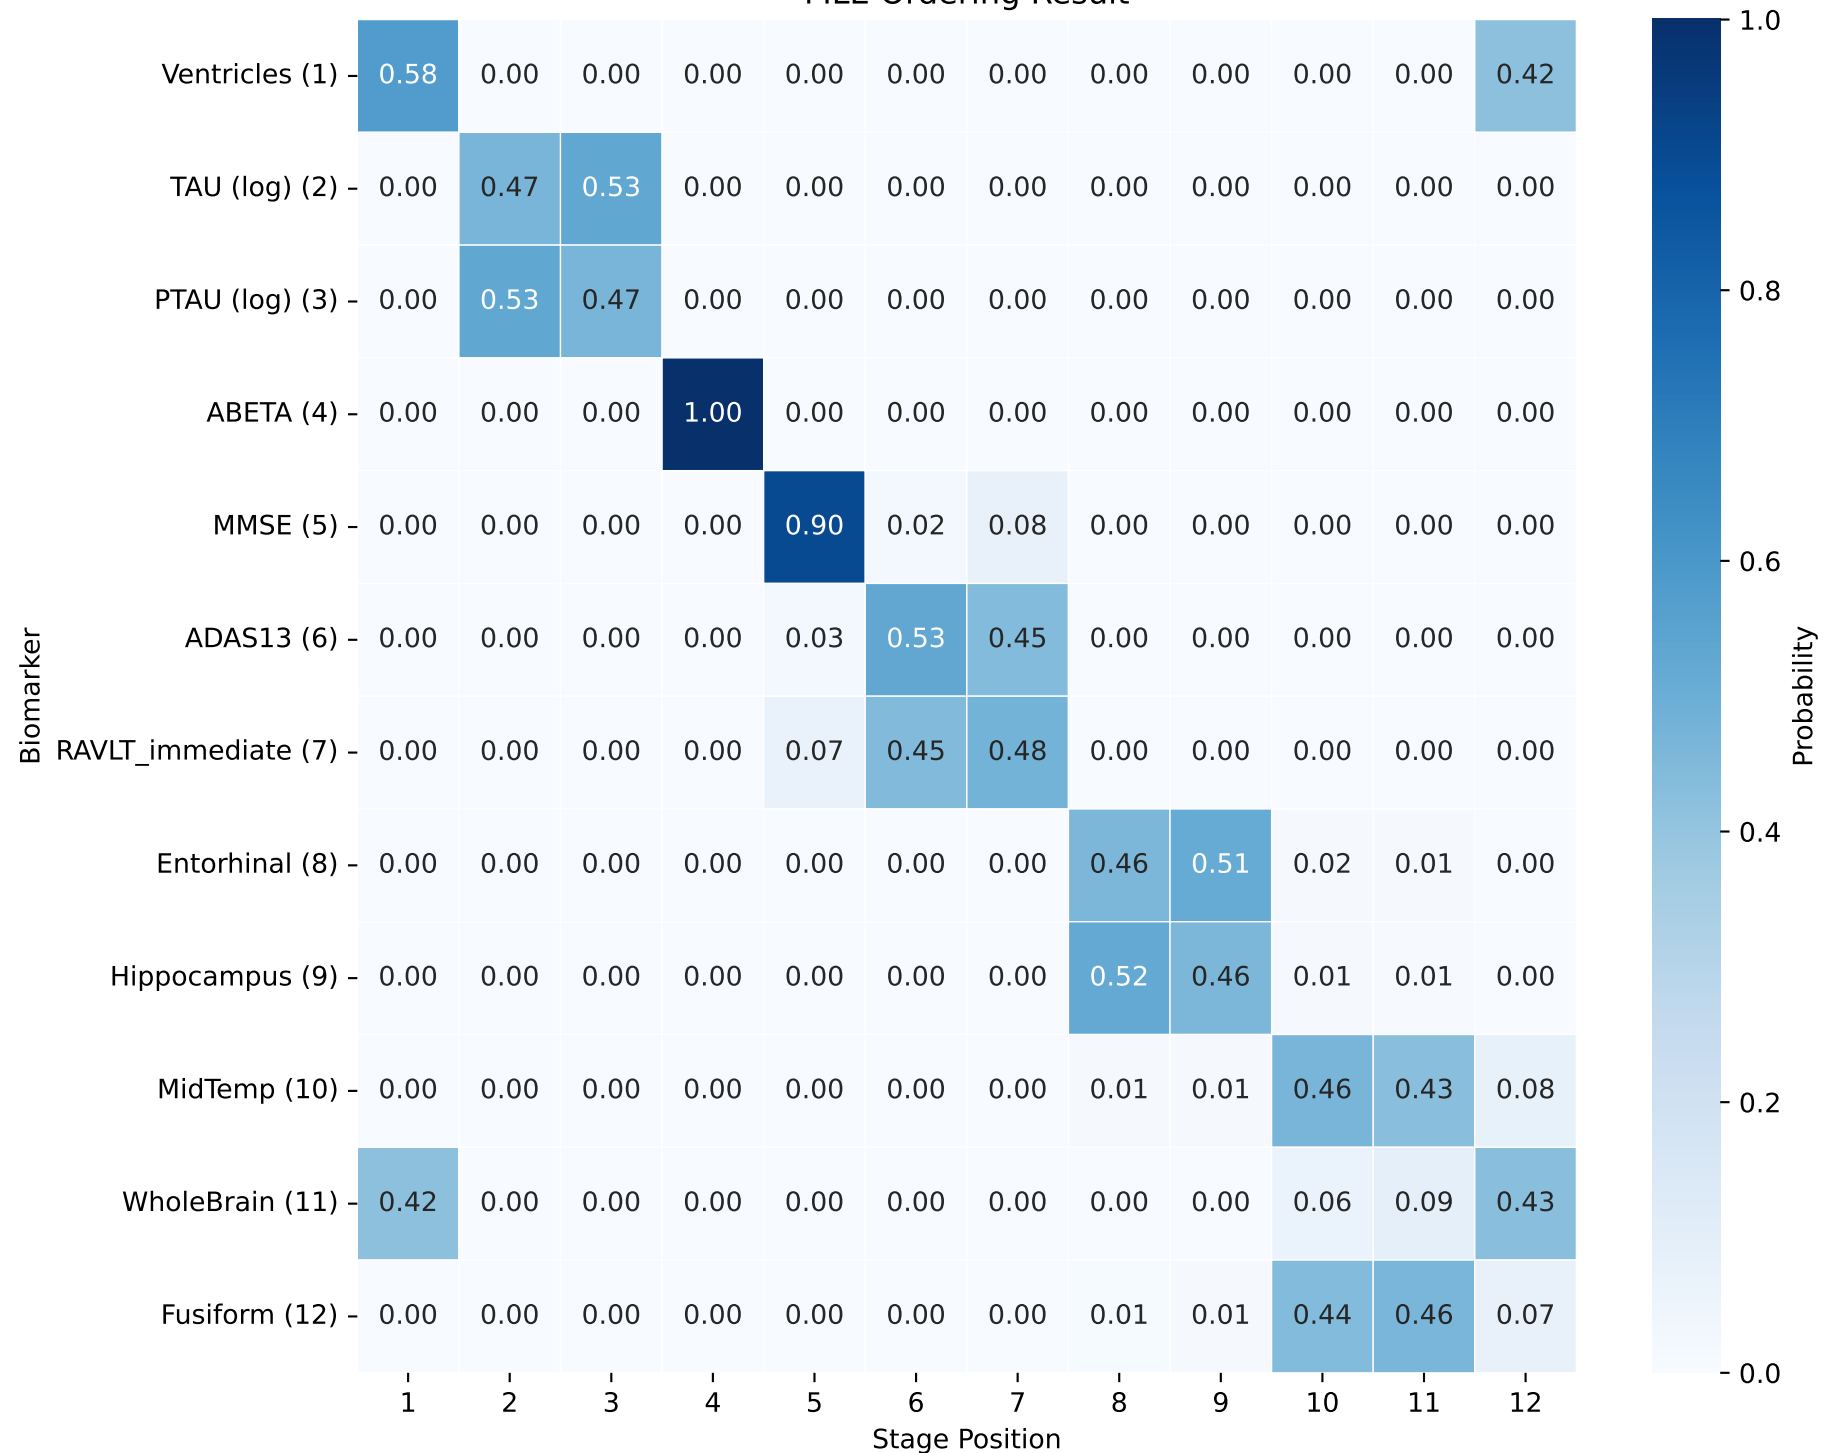 Ordering Result
Ventricles (1) 0.58 0.00 0.00 0.00 0.00 0.00 0.00 0.00 0.00 0.00 0.00 0.42
TAU (log) (2) 0.00 0.47 0.53 0.00 0.00 0.00 0.00 0.00 0.00 0.00 0.00 0.00
PTAU (log) (3) 0.00 0.53 0.47 0.00 0.00 0.00 0.00 0.00 0.00 0.00 0.00 0.00
ABETA (4) 0.00 0.00 0.00 1.00 0.00 0.00 0.00 0.00 0.00 0.00 0.00 0.00
MMSE (5) 0.00 0.00 0.00 0.00 0.90 0.02 0.08 0.00 0.00 0.00 0.00 0.00
ADAS13 (6) 0.00 0.00 0.00 0.00 0.03 0.53 0.45 0.00 0.00 0.00 0.00 0.00
RAVLT_immediate (7) 0.00 0.00 0.00 0.00 0.07 0.45 0.48 0.00 0.00 0.00 0.00 0.00
Entorhinal (8) 0.00 0.00 0.00 0.00 0.00 0.00 0.00 0.46 0.51 0.02 0.01 0.00
Hippocampus (9) 0.00 0.00 0.00 0.00 0.00 0.00 0.00 0.52 0.46 0.01 0.01 0.00
MidTemp (10) 0.00 0.00 0.00 0.00 0.00 0.00 0.00 0.01 0.01 0.46 0.43 0.08
WholeBrain (11) 0.42 0.00 0.00 0.00 0.00 0.00 0.00 0.00 0.00 0.06 0.09 0.43
Fusiform (12) 0.00 0.00 0.00 0.00 0.00 0.00 0.00 0.01 0.01 0.44 0.46 0.07
1 2 3 4 5 6 7 8 9 10 11 12
Stage Position
Biomarker
1.0
0.8
0.6
0.4
0.2
0.0
Probability